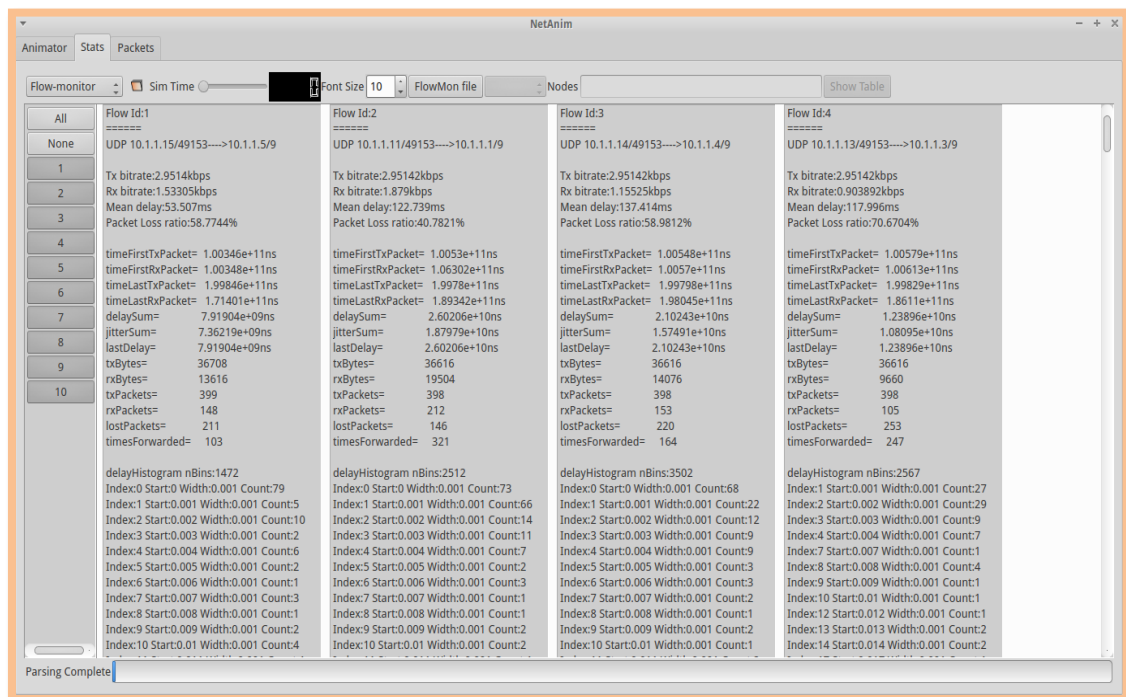 NetAnim
Animator Stats Packets
Flow-monitor Sim Time 0 Font Size 10 FlowMon file Nodes Show Table
All
None
1
2
3
4
5
6
7
8
9
10
Flow Id:1
======
UDP 10.1.1.15/49153---->10.1.1.5/9
Tx bitrate:2.9514kbps
Rx bitrate:1.53305kbps
Mean delay:53.507ms
Packet Loss ratio:58.7744%
timeFirstTxPacket= 1.00346e+11ns
timeFirstRxPacket= 1.00348e+11ns
timeLastTxPacket= 1.99846e+11ns
timeLastRxPacket= 1.71401e+11ns
delaySum= 7.91904e+09ns
jitterSum= 7.36219e+09ns
lastDelay= 7.91904e+09ns
txBytes= 36708
rxBytes= 13616
txPackets= 399
rxPackets= 148
lostPackets= 211
timesForwarded= 103
delayHistogram nBins:1472
Index:0 Start:0 Width:0.001 Count:79
Index:1 Start:0.001 Width:0.001 Count:5
Index:2 Start:0.002 Width:0.001 Count:10
Index:3 Start:0.003 Width:0.001 Count:2
Index:4 Start:0.004 Width:0.001 Count:6
Index:5 Start:0.005 Width:0.001 Count:2
Index:6 Start:0.006 Width:0.001 Count:1
Index:7 Start:0.007 Width:0.001 Count:3
Index:8 Start:0.008 Width:0.001 Count:1
Index:9 Start:0.009 Width:0.001 Count:2
Index:10 Start:0.01 Width:0.001 Count:4
Flow Id:2
======
UDP 10.1.1.11/49153---->10.1.1.1/9
Tx bitrate:2.95142kbps
Rx bitrate:1.879kbps
Mean delay:122.739ms
Packet Loss ratio:40.7821%
timeFirstTxPacket= 1.0053e+11ns
timeFirstRxPacket= 1.06302e+11ns
timeLastTxPacket= 1.9978e+11ns
timeLastRxPacket= 1.89342e+11ns
delaySum= 2.60206e+10ns
jitterSum= 1.87979e+10ns
lastDelay= 2.60206e+10ns
txBytes= 36616
rxBytes= 19504
txPackets= 398
rxPackets= 212
lostPackets= 146
timesForwarded= 321
delayHistogram nBins:2512
Index:0 Start:0 Width:0.001 Count:73
Index:1 Start:0.001 Width:0.001 Count:66
Index:2 Start:0.002 Width:0.001 Count:14
Index:3 Start:0.003 Width:0.001 Count:11
Index:4 Start:0.004 Width:0.001 Count:7
Index:5 Start:0.005 Width:0.001 Count:2
Index:6 Start:0.006 Width:0.001 Count:3
Index:7 Start:0.007 Width:0.001 Count:1
Index:8 Start:0.008 Width:0.001 Count:1
Index:9 Start:0.009 Width:0.001 Count:2
Index:10 Start:0.01 Width:0.001 Count:2
Flow Id:3
======
UDP 10.1.1.14/49153---->10.1.1.4/9
Tx bitrate:2.95142kbps
Rx bitrate:1.15525kbps
Mean delay:137.414ms
Packet Loss ratio:58.9812%
timeFirstTxPacket= 1.00548e+11ns
timeFirstRxPacket= 1.0057e+11ns
timeLastTxPacket= 1.99798e+11ns
timeLastRxPacket= 1.98045e+11ns
delaySum= 2.10243e+10ns
jitterSum= 1.57491e+10ns
lastDelay= 2.10243e+10ns
txBytes= 36616
rxBytes= 14076
txPackets= 398
rxPackets= 153
lostPackets= 220
timesForwarded= 164
delayHistogram nBins:3502
Index:0 Start:0 Width:0.001 Count:68
Index:1 Start:0.001 Width:0.001 Count:22
Index:2 Start:0.002 Width:0.001 Count:12
Index:3 Start:0.003 Width:0.001 Count:9
Index:4 Start:0.004 Width:0.001 Count:9
Index:5 Start:0.005 Width:0.001 Count:3
Index:6 Start:0.006 Width:0.001 Count:3
Index:7 Start:0.007 Width:0.001 Count:2
Index:8 Start:0.008 Width:0.001 Count:1
Index:9 Start:0.009 Width:0.001 Count:2
Index:10 Start:0.01 Width:0.001 Count:1
Flow Id:4
======
UDP 10.1.1.13/49153---->10.1.1.3/9
Tx bitrate:2.95142kbps
Rx bitrate:0.903892kbps
Mean delay:117.996ms
Packet Loss ratio:70.6704%
timeFirstTxPacket= 1.00579e+11ns
timeFirstRxPacket= 1.00613e+11ns
timeLastTxPacket= 1.99829e+11ns
timeLastRxPacket= 1.8611e+11ns
delaySum= 1.23896e+10ns
jitterSum= 1.08095e+10ns
lastDelay= 1.23896e+10ns
txBytes= 36616
rxBytes= 9660
txPackets= 398
rxPackets= 105
lostPackets= 253
timesForwarded= 247
delayHistogram nBins:2567
Index:1 Start:0.001 Width:0.001 Count:27
Index:2 Start:0.002 Width:0.001 Count:29
Index:3 Start:0.003 Width:0.001 Count:9
Index:4 Start:0.004 Width:0.001 Count:7
Index:7 Start:0.007 Width:0.001 Count:1
Index:8 Start:0.008 Width:0.001 Count:4
Index:9 Start:0.009 Width:0.001 Count:1
Index:10 Start:0.01 Width:0.001 Count:1
Index:12 Start:0.012 Width:0.001 Count:1
Index:13 Start:0.013 Width:0.001 Count:2
Index:14 Start:0.014 Width:0.001 Count:2
Parsing Complete